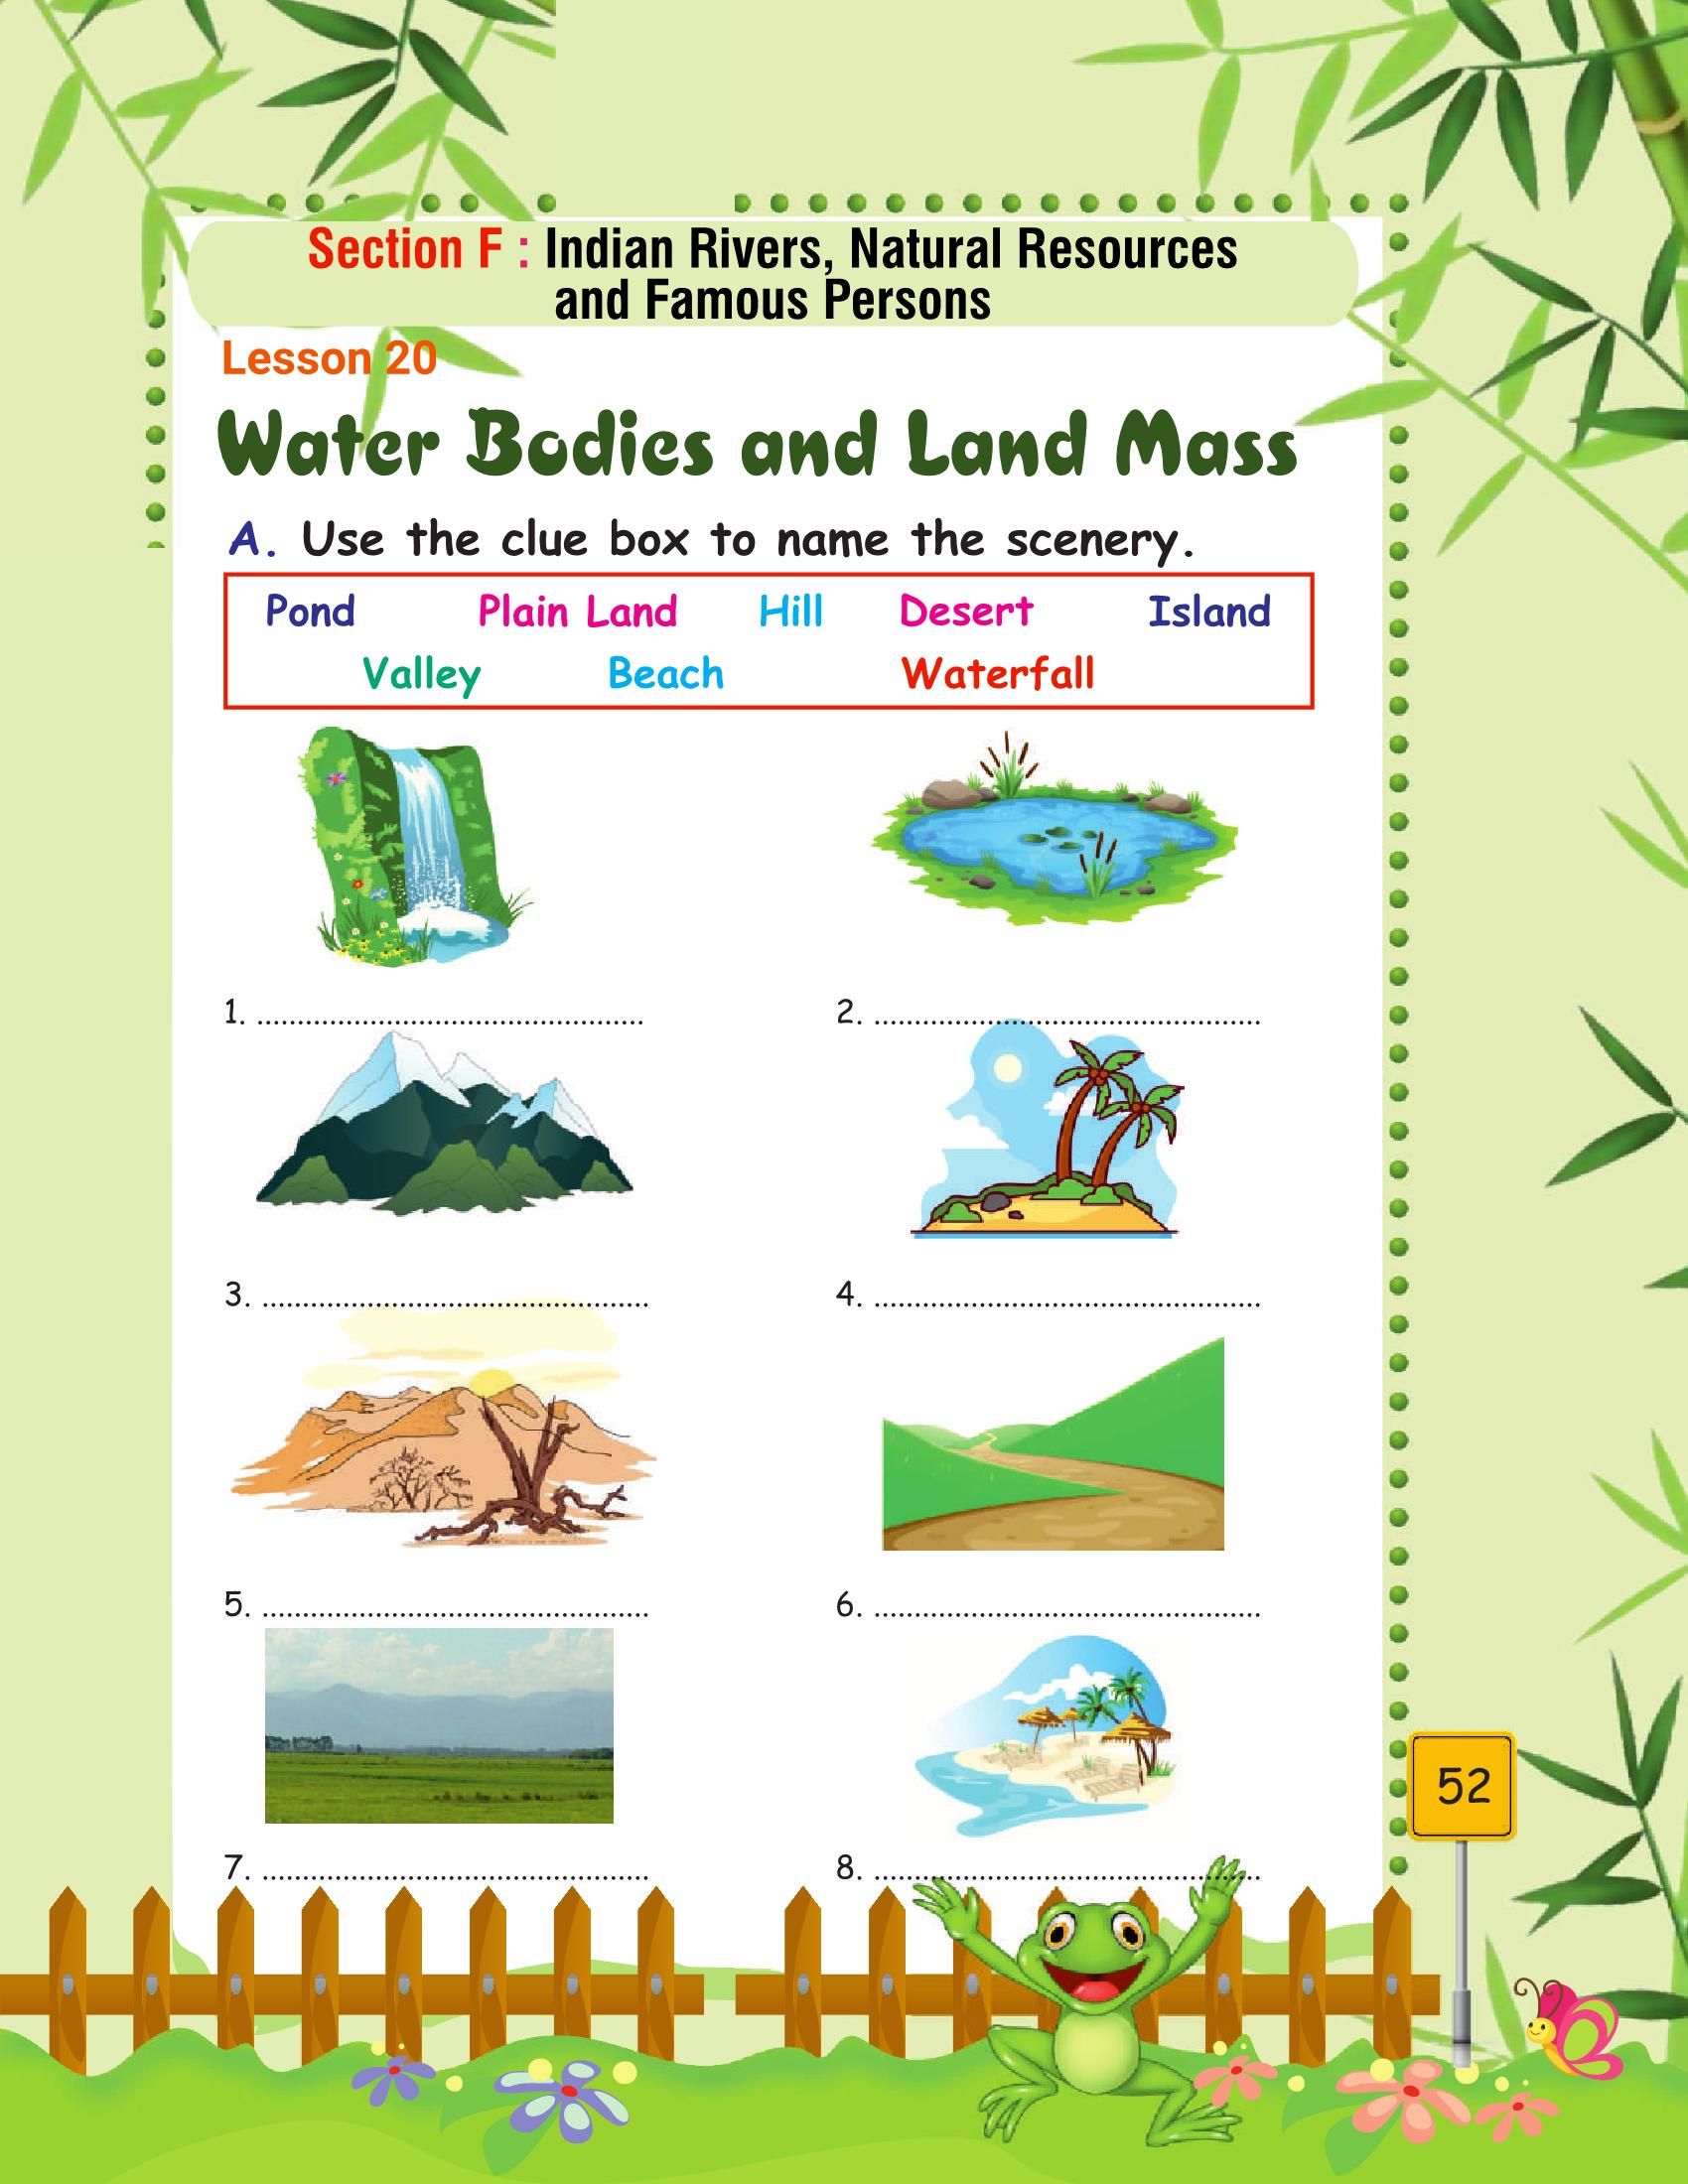 Section F : Indian Rivers, Natural Resources
and Famous Persons
Lesson 20
Water Bodies and Land Mass
A. Use the clue box to name the scenery.
Pond Plain Land Hill Desert Island
Valley Beach Waterfall
1. ................................................ 2. ................................................
3. ................................................ 4. ................................................
5. ................................................ 6. ................................................
7. ................................................ 8. ................................................
52